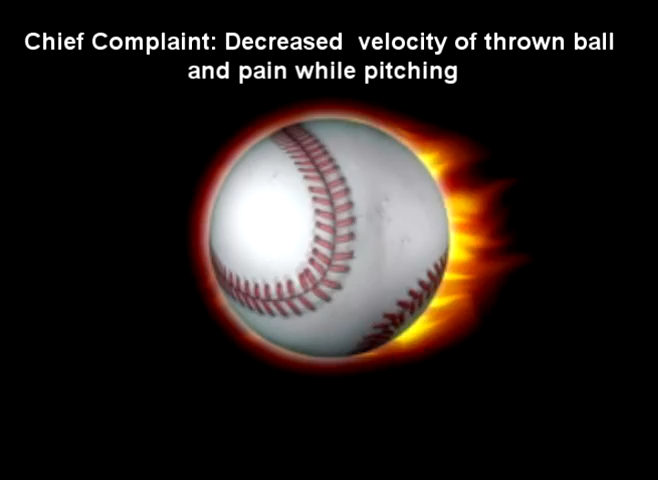 Chief Complaint: Decreased  velocity of thrown ball
and pain while pitching